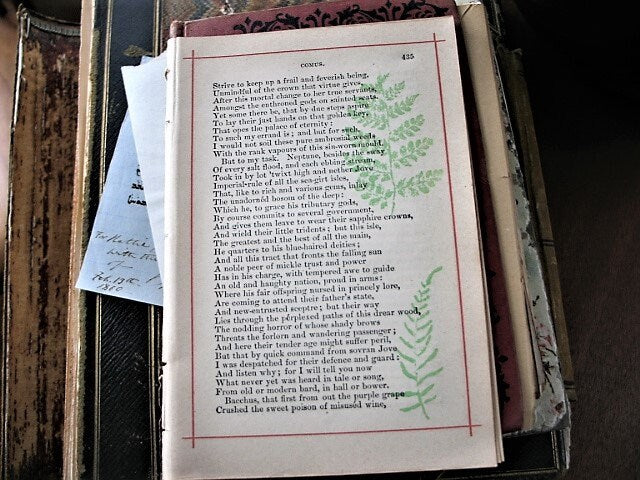 COMUS. 435
Strive to keep up a frail and feverish being,
Unmindful of the crown that virtue gives,
After this mortal change to her true servants,
Amongst the enthroned gods on sainted seats.
Yet some there be, that by due steps aspire
To lay their just hands on that golden key,
That opes the palace of eternity:
To such my errand is; and but for such,
I would not soil these pure ambrosial weeds
With the rank vapours of this sin-worn mould.
But to my task. Neptune, besides the sway
Of every salt flood, and each ebbing stream,
Took in by lot 'twixt high and nether Jove
Imperial rule of all the sea-girt isles,
That, like to rich and various gems, inlay
The unadornéd bosom of the deep:
Which he, to grace his tributary gods,
By course commits to several government,
And gives them leave to wear their sapphire crowns,
And wield their little tridents; but this isle,
The greatest and the best of all the main,
He quarters to his blue-haired deities;
And all this tract that fronts the falling sun
A noble peer of mickle trust and power
Has in his charge, with tempered awe to guide
An old and haughty nation, proud in arms:
Where his fair offspring nursed in princely lore,
Are coming to attend their father's state,
And new-entrusted sceptre; but their way
Lies through the pérplexed paths of this drear wood,
The nodding horror of whose shady brows
Threats the forlorn and wandering passenger;
And here their tender age might suffer peril,
But that by quick command from sovran Jove
I was despatched for their defence and guard:
And listen why; for I will tell you now
What never yet was heard in tale or song,
From old or modern bard, in hall or bower.
Bacchus, that first from out the purple grape
Crushed the sweet poison of misuséd wine,
with the
of
Feb. 19th
1860